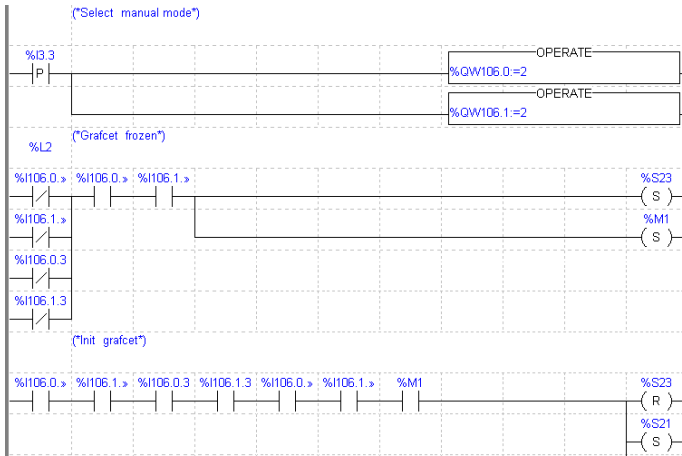 (*Select manual mode*)
%I3.3
P
OPERATE
%QW106.0:=2
OPERATE
%QW106.1:=2
(*Grafcet frozen*)
%L2
%I106.0.» %I106.0.» %I106.1.» %S23
S
%I106.1.» %M1
S
%I106.0.3
%I106.1.3
(*Init grafcet*)
%I106.0.» %I106.1.» %I106.0.3 %I106.1.3 %I106.0.» %I106.1.» %M1 %S23
R
%S21
S